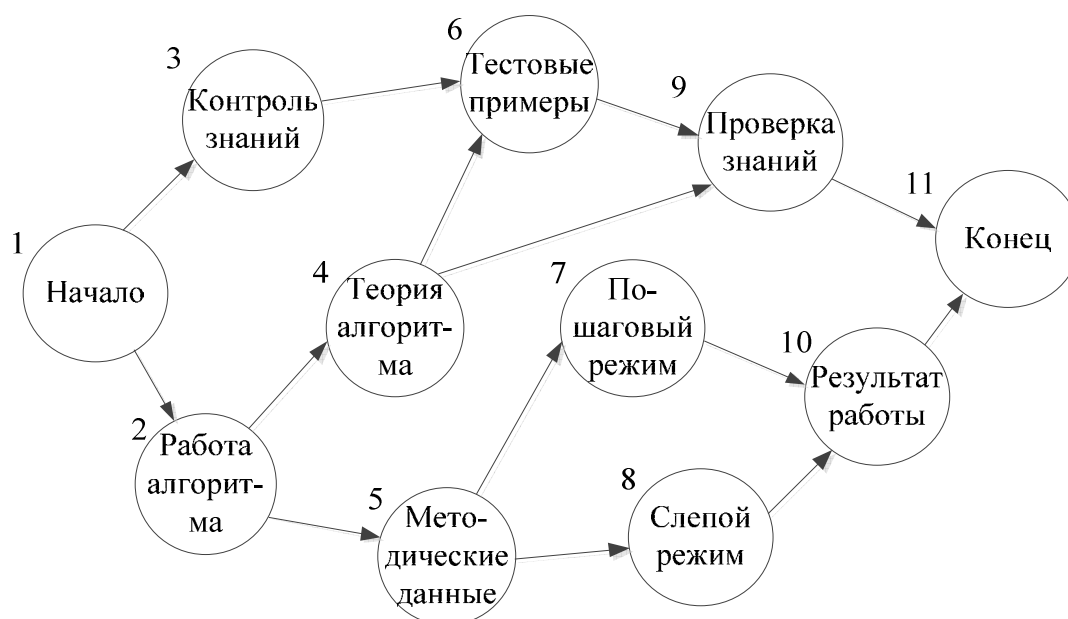 1
Начало
2
Работа
алгорит-
ма
3
Контроль
знаний
4
Теория
алгорит-
ма
5
Мето-
дические
данные
6
Тестовые
примеры
7
По-
шаговый
режим
8
Слепой
режим
9
Проверка
знаний
10
Результат
работы
11
Конец